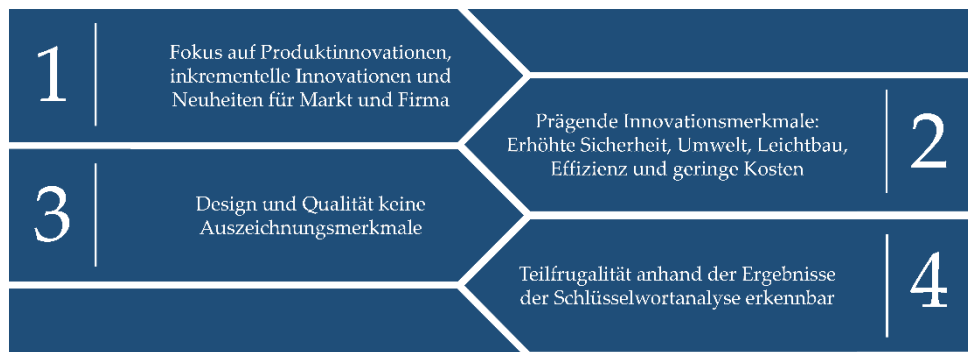 1
Fokus auf Produktinnovationen,
inkrementelle Innovationen und
Neuheiten für Markt und Firma
Prägende Innovationsmerkmale:
Erhöhte Sicherheit, Umwelt, Leichtbau,
Effizienz und geringe Kosten
2
3
Design und Qualität keine
Auszeichnungsmerkmale
Teilfrugalität anhand der Ergebnisse
der Schlüsselwortanalyse erkennbar
4